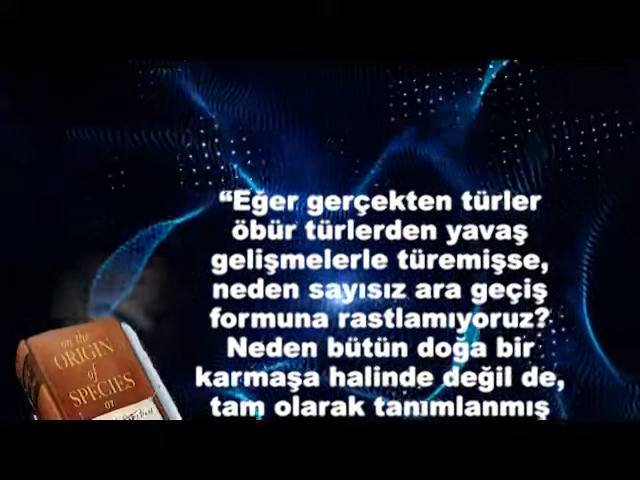 “Eğer gerçekten türler
öbür türlerden yavaş
gelişmelerle türemişse,
neden sayısız ara geçiş
formuna rastlamıyoruz?
Neden bütün doğa bir
karmaşa halinde değil de,
tam olarak tanımlanmış
on the
ORIGIN
of
SPECIES